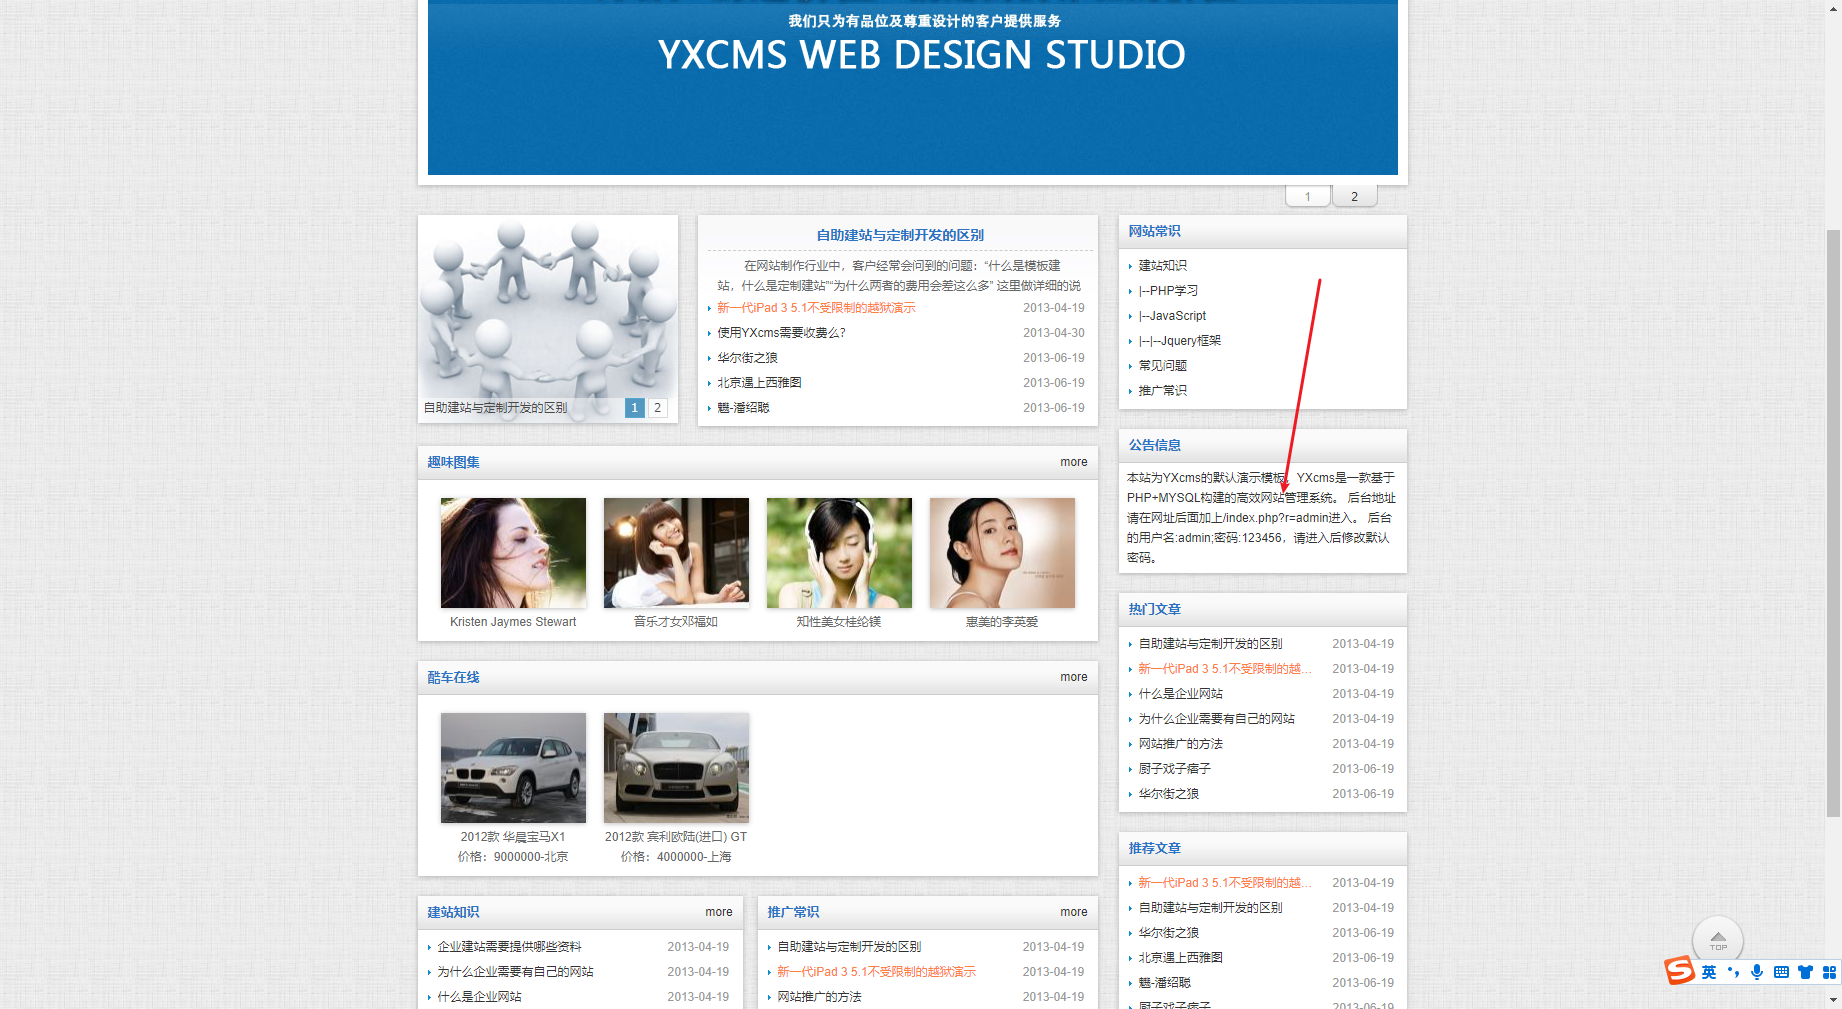 我们只为有品位及尊重设计的客户提供服务
YXCMS WEB DESIGN STUDIO
1
2
自助建站与定制开发的区别
1
2
自助建站与定制开发的区别
在网站制作行业中，客户经常会问到的问题：“什么是模板建
站，什么是定制建站”“为什么两者的费用会差这么多” 这里做详细的说
新一代iPad 3 5.1不受限制的越狱演示 2013-04-19
使用YXcms需要收费么? 2013-04-30
华尔街之狼 2013-06-19
北京遇上西雅图 2013-06-19
魍-潘绍聪 2013-06-19
网站常识
建站知识
|--PHP学习
|--JavaScript
|--|--Jquery框架
常见问题
推广常识
公告信息
本站为YXcms的默认演示模板，YXcms是一款基于
PHP+MYSQL构建的高效网站管理系统。 后台地址
请在网址后面加上/index.php?r=admin进入。 后台
的用户名:admin;密码:123456，请进入后修改默认
密码。
趣味图集 more
Kristen Jaymes Stewart
音乐才女邓福如
知性美女桂纶镁
惠美的李英爱
酷车在线 more
2012款 华晨宝马X1
价格：9000000-北京
2012款 宾利欧陆(进口) GT
价格：4000000-上海
热门文章
自助建站与定制开发的区别 2013-04-19
新一代iPad 3 5.1不受限制的越... 2013-04-19
什么是企业网站 2013-04-19
为什么企业需要有自己的网站 2013-04-19
网站推广的方法 2013-04-19
厨子戏子痞子 2013-06-19
华尔街之狼 2013-06-19
建站知识 more
企业建站需要提供哪些资料 2013-04-19
为什么企业需要有自己的网站 2013-04-19
什么是企业网站 2013-04-19
推广常识 more
自助建站与定制开发的区别 2013-04-19
新一代iPad 3 5.1不受限制的越狱演示 2013-04-19
网站推广的方法 2013-04-19
推荐文章
新一代iPad 3 5.1不受限制的越... 2013-04-19
自助建站与定制开发的区别 2013-04-19
华尔街之狼 2013-06-19
北京遇上西雅图 2013-06-19
魍-潘绍聪 2013-06-19
厨子戏子痞子 2013-06-19
TOP
S 英